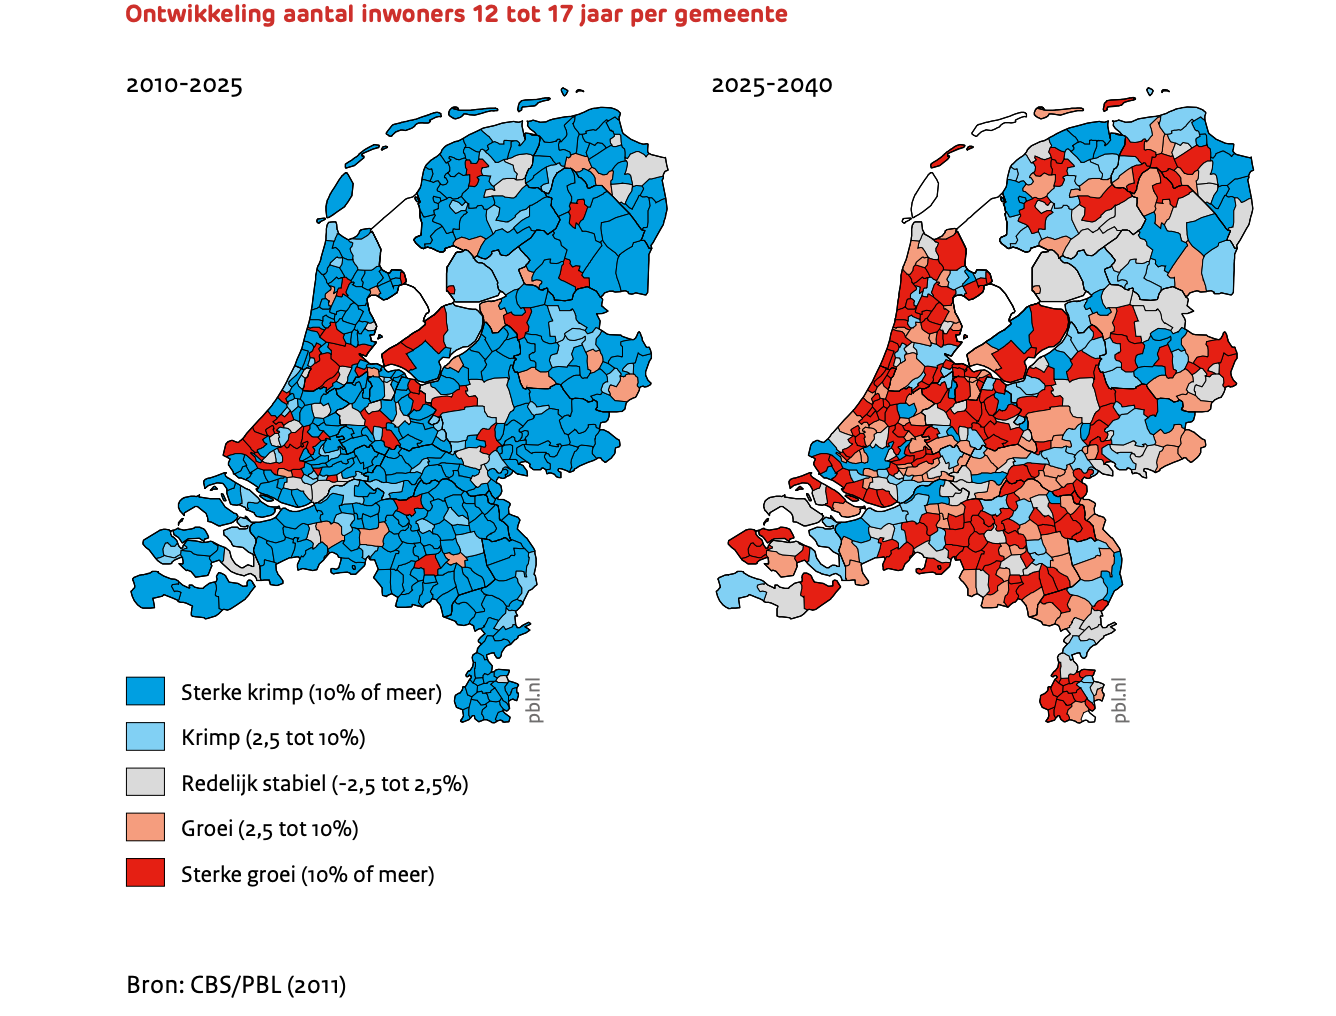 Ontwikkeling aantal inwoners 12 tot 17 jaar per gemeente
2010-2025
2025-2040
Sterke krimp (10% of meer)
Krimp (2,5 tot 10%)
Redelijk stabiel (-2,5 tot 2,5%)
Groei (2,5 tot 10%)
Sterke groei (10% of meer)
pbl.nl
pbl.nl
Bron: CBS/PBL (2011)